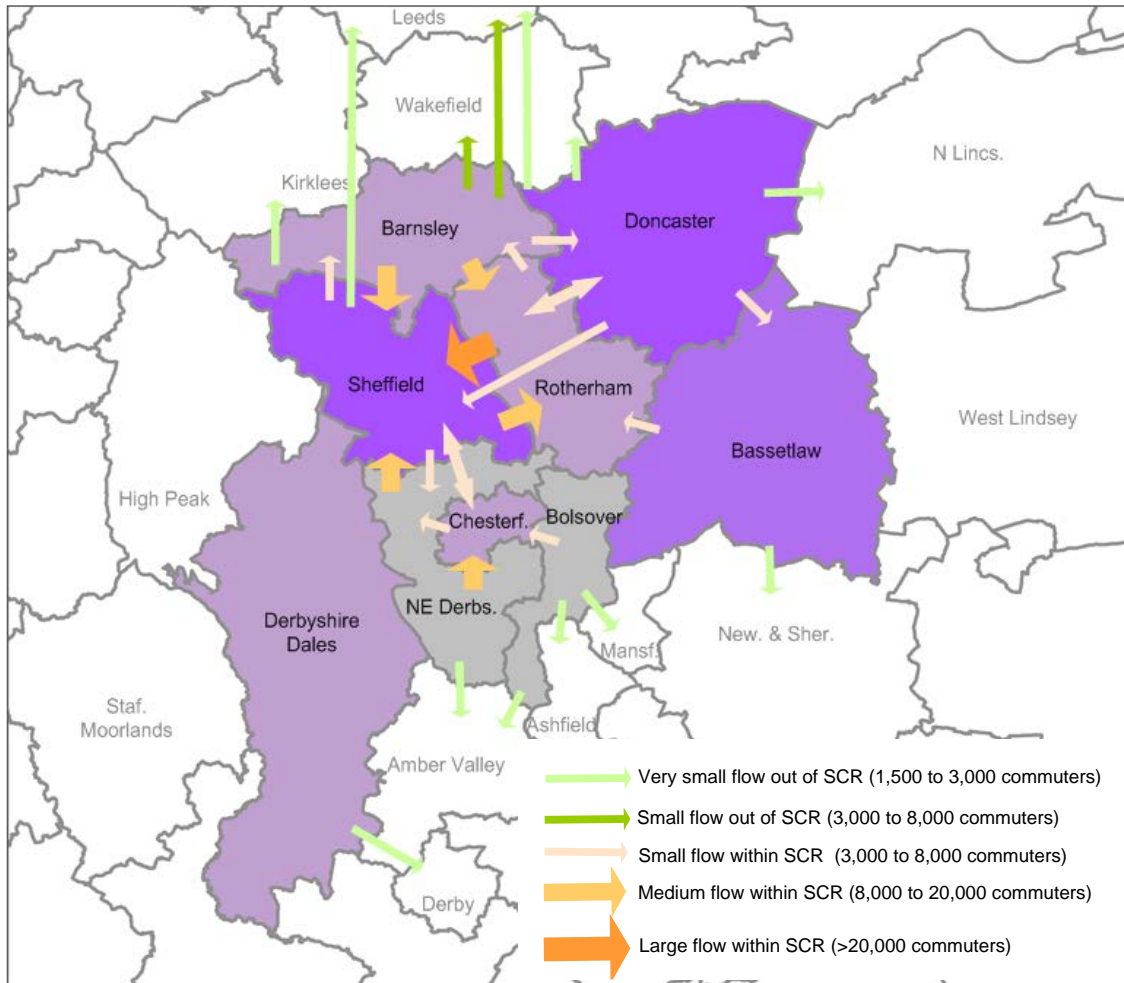 Leeds
Wakefield
N Lincs.
Kirklees
Barnsley
Doncaster
Sheffield
Rotherham
West Lindsey
Bassetlaw
High Peak
Chesterf.
Bolsover
NE Derbs.
Derbyshire
Dales
New. & Sher.
Mansf.
Staf.
Moorlands
Ashfield
Amber Valley
Derby
Very small flow out of SCR (1,500 to 3,000 commuters)
Small flow out of SCR (3,000 to 8,000 commuters)
Small flow within SCR (3,000 to 8,000 commuters)
Medium flow within SCR (8,000 to 20,000 commuters)
Large flow within SCR (>20,000 commuters)